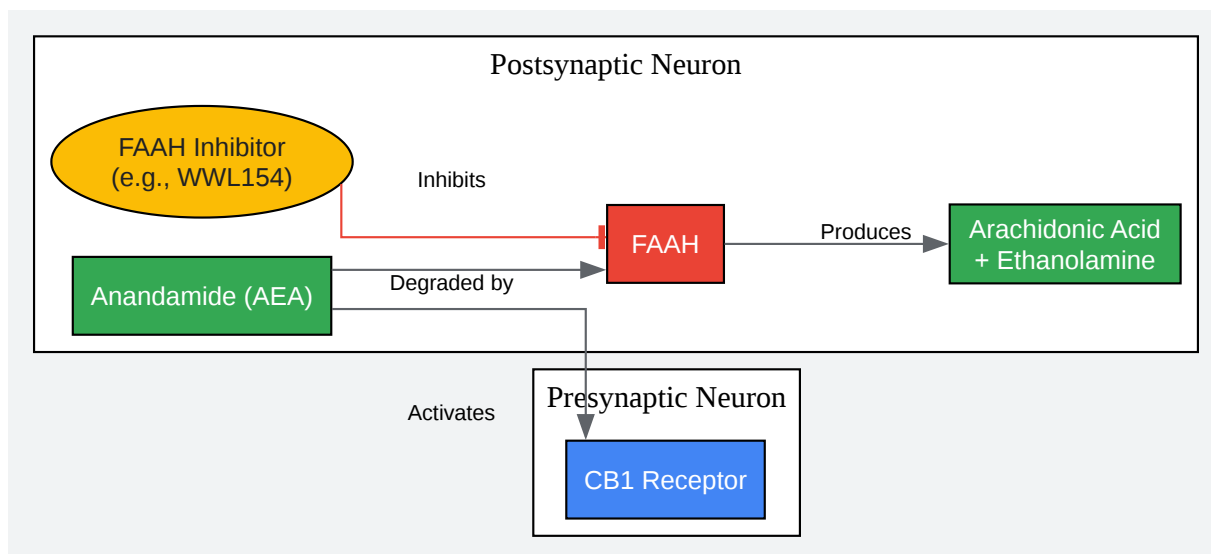 Postsynaptic Neuron
FAAH Inhibitor
(e.g., WWL154)
Inhibits
FAAH
Produces
Arachidonic Acid
+ Ethanolamine
Anandamide (AEA)
Degraded by
Activates
Presynaptic Neuron
CB1 Receptor